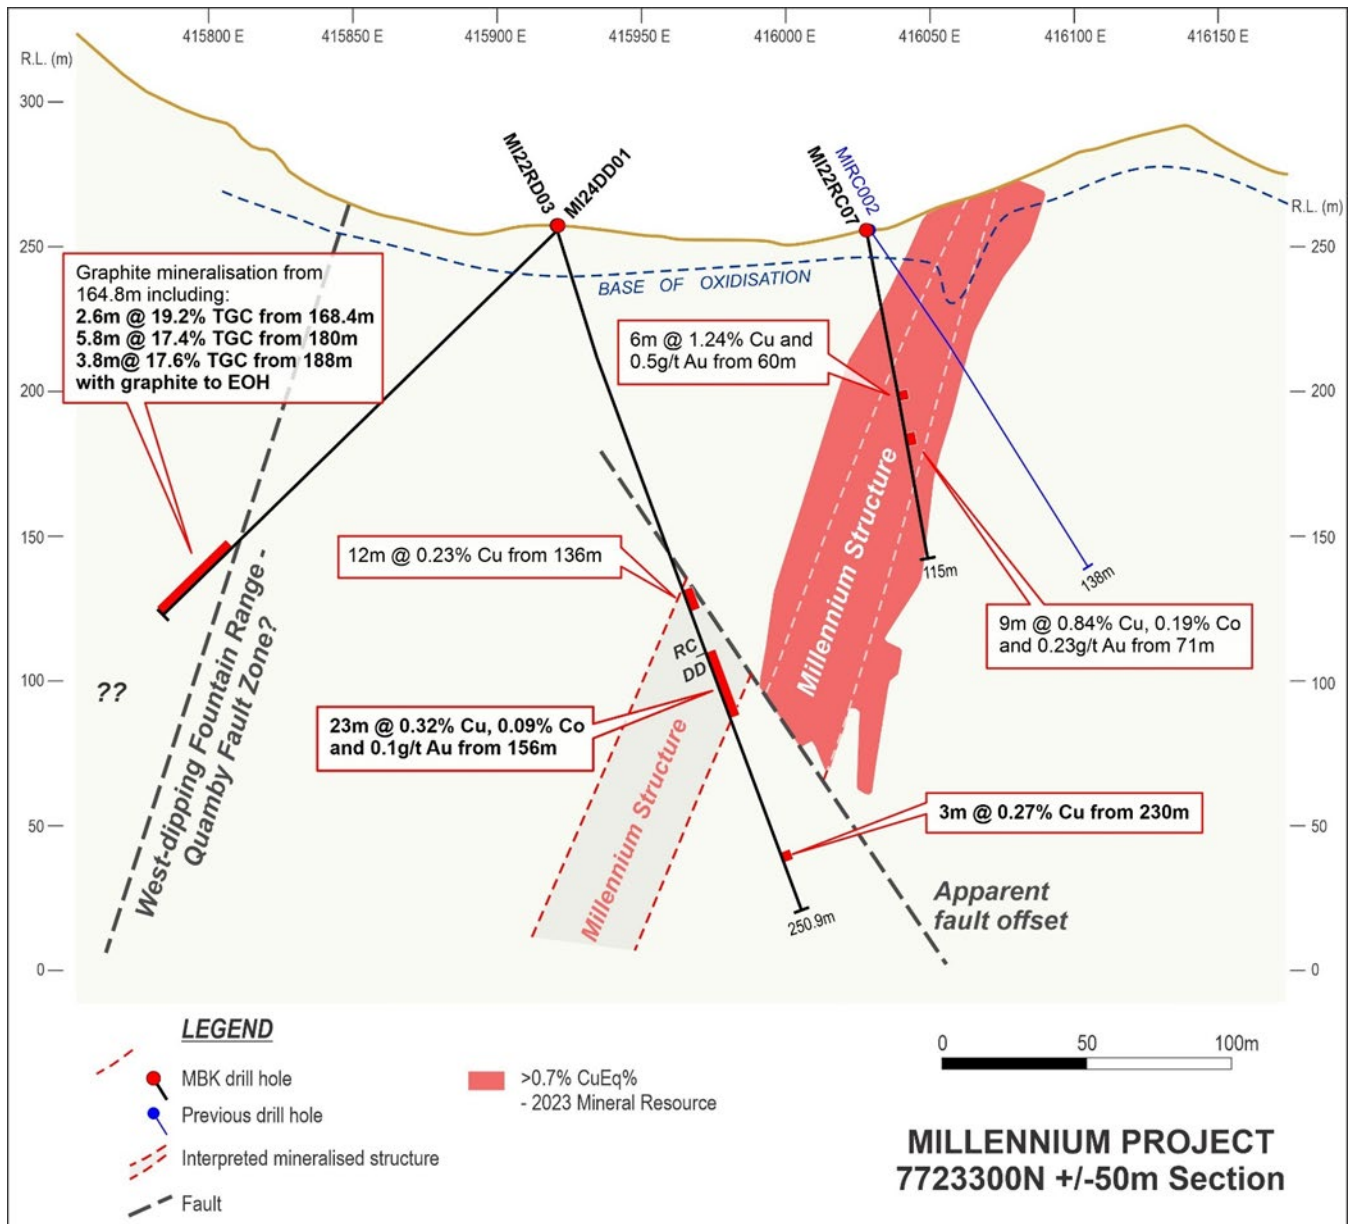 415800 E
415850 E
415900 E
415950 E
416000 E
416050 E
416100 E
416150 E
R.L. (m)
300
250
200
150
100
50
0
R.L. (m)
250
200
150
100
50
0
MI22RD03
MI24DD01
MI22RC07
MIRC002
BASE OF OXIDISATION
Graphite mineralisation from
164.8m including:
2.6m @ 19.2% TGC from 168.4m
5.8m @ 17.4% TGC from 180m
3.8m@ 17.6% TGC from 188m
with graphite to EOH
6m @ 1.24% Cu and
0.5g/t Au from 60m
12m @ 0.23% Cu from 136m
115m
138m
9m @ 0.84% Cu, 0.19% Co
and 0.23g/t Au from 71m
Millennium Structure
RC
DD
??
West-dipping Fountain Range -
Quamby Fault Zone?
23m @ 0.32% Cu, 0.09% Co
and 0.1g/t Au from 156m
Millennium Structure
3m @ 0.27% Cu from 230m
250.9m
Apparent
fault offset
LEGEND
MBK drill hole
Previous drill hole
Interpreted mineralised structure
Fault
>0.7% CuEq%
- 2023 Mineral Resource
0 50 100m
MILLENNIUM PROJECT
7723300N +/-50m Section